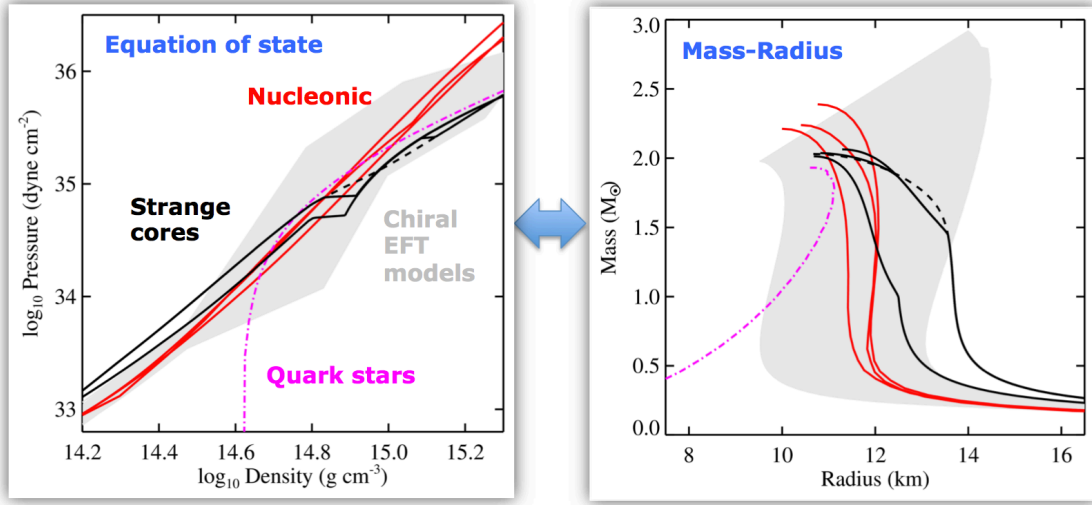 Equation of state
Nucleonic
Strange
cores
Chiral
EFT
models
Quark stars
log₁₀ Pressure (dyne cm⁻²)
36
35
34
33
14.2 14.4 14.6 14.8 15.0 15.2
log₁₀ Density (g cm⁻³)
Mass-Radius
Mass (M☉)
3.0
2.5
2.0
1.5
1.0
0.5
0.0
8 10 12 14 16
Radius (km)